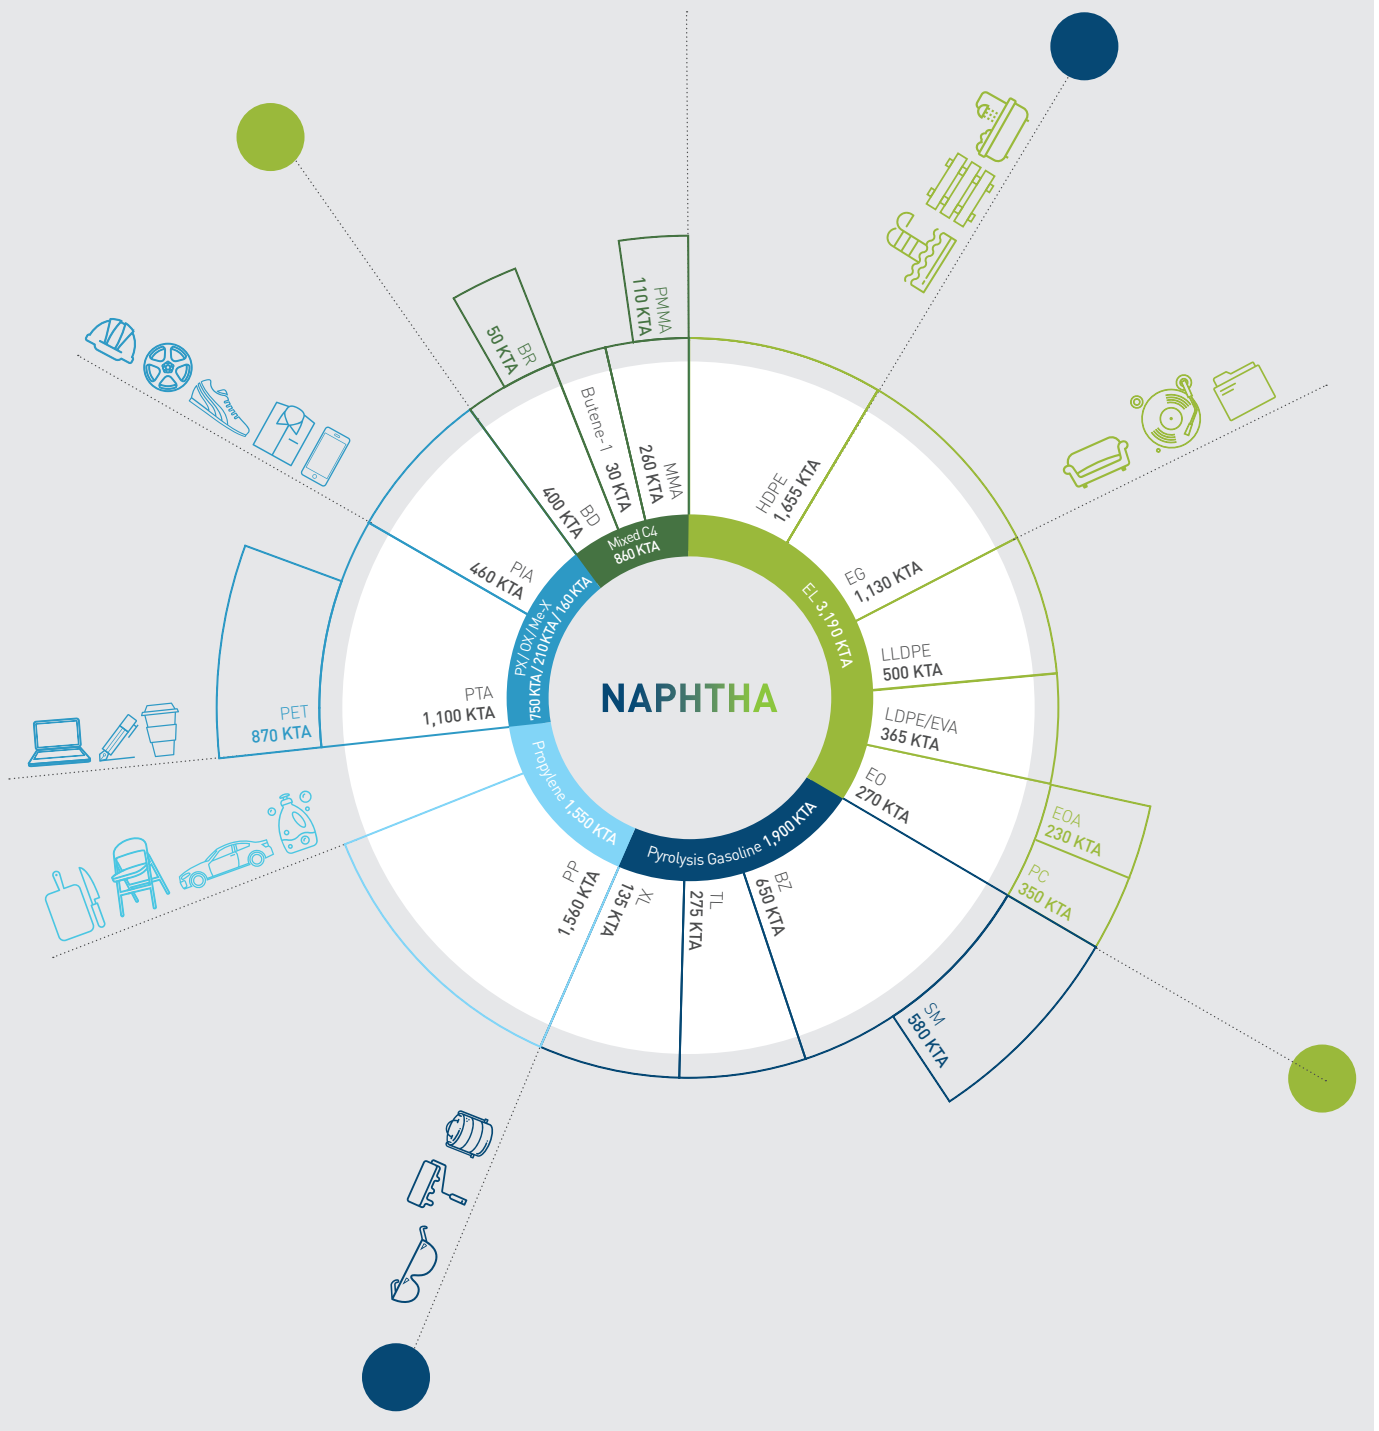 NAPHTHA
EL 3,190 KTA
HDPE
1,655 KTA
EG
1,130 KTA
LLDPE
500 KTA
LDPE/EVA
365 KTA
EO
270 KTA
EOA
230 KTA
PC
350 KTA
Pyrolysis Gasoline 1,900 KTA
SM
580 KTA
BZ
650 KTA
TL
275 KTA
XL
135 KTA
Propylene 1,550 KTA
PP
1,560 KTA
PX / OX / Me-X
750 KTA / 210 KTA / 160 KTA
PTA
1,100 KTA
PET
870 KTA
PIA
460 KTA
Mixed C4
860 KTA
BD
400 KTA
BR
50 KTA
Butene-1
30 KTA
MMA
260 KTA
PMMA
110 KTA